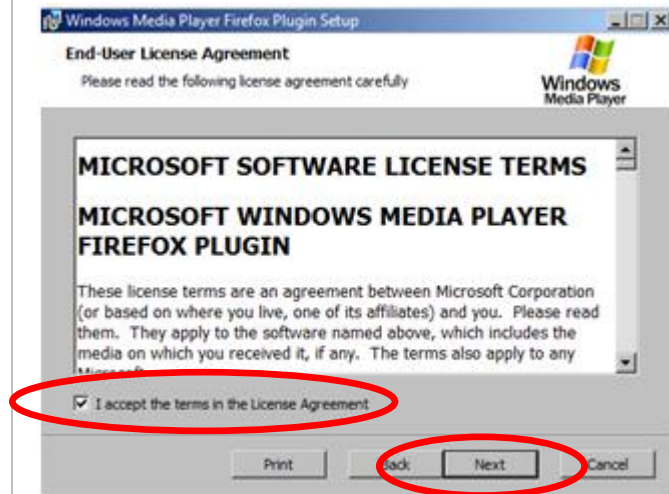 Windows Media Player Firefox Plugin Setup
End-User License Agreement
Please read the following license agreement carefully
Windows
Media Player
MICROSOFT SOFTWARE LICENSE TERMS
MICROSOFT WINDOWS MEDIA PLAYER
FIREFOX PLUGIN
These license terms are an agreement between Microsoft Corporation
(or based on where you live, one of its affiliates) and you. Please read
them. They apply to the software named above, which includes the
media on which you received it, if any. The terms also apply to any
Microsoft
I accept the terms in the License Agreement
Print Back Next Cancel